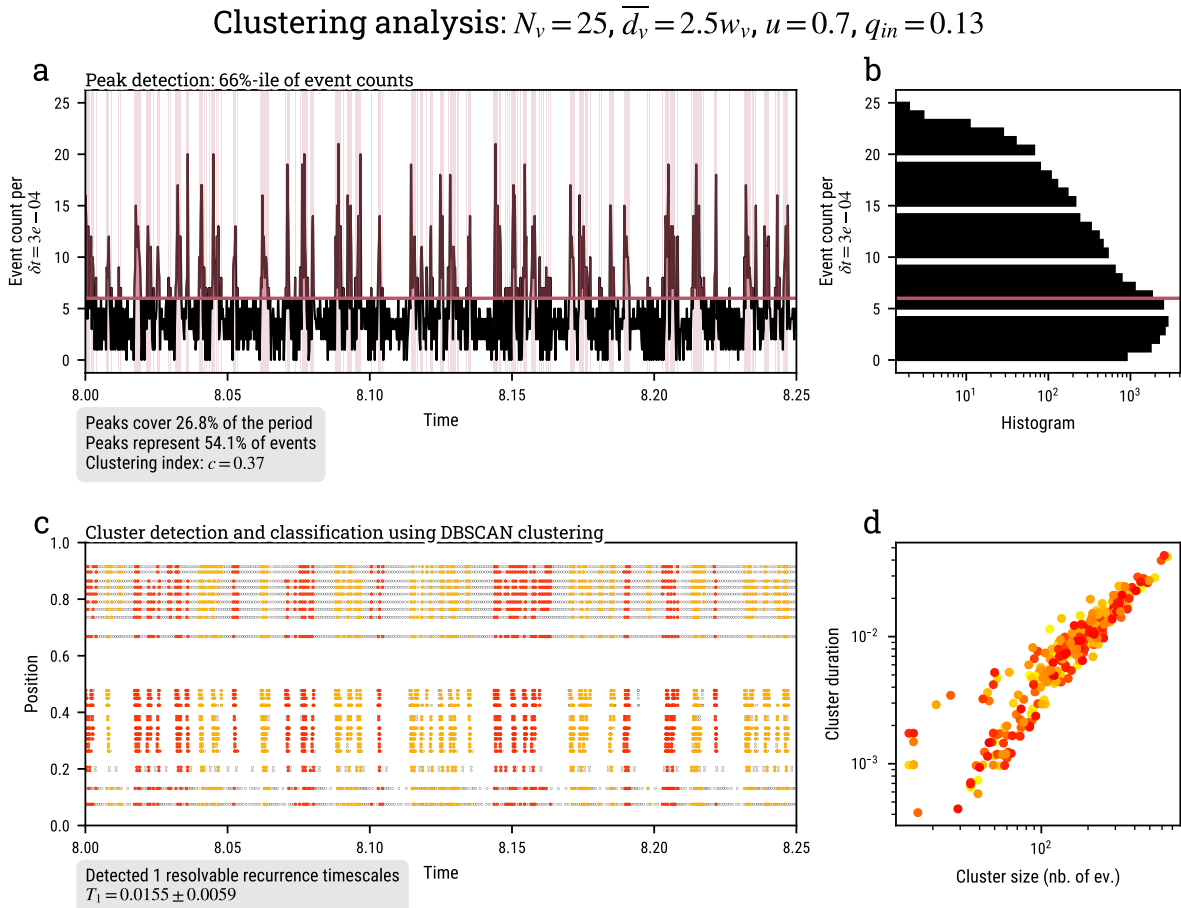 Clustering analysis: N_v = 25, \overline{d_v} = 2.5w_v, u = 0.7, q_{in} = 0.13
a
Peak detection: 66%-ile of event counts
Event count per
δt = 3e − 04
25
20
15
10
5
0
8.00
8.05
8.10
8.15
8.20
8.25
Time
Peaks cover 26.8% of the period
Peaks represent 54.1% of events
Clustering index: c = 0.37
b
Event count per
δt = 3e − 04
25
20
15
10
5
0
10^1
10^2
10^3
Histogram
c
Cluster detection and classification using DBSCAN clustering
Position
1.0
0.8
0.6
0.4
0.2
0.0
8.00
8.05
8.10
8.15
8.20
8.25
Time
Detected 1 resolvable recurrence timescales
T_1 = 0.0155 ± 0.0059
d
Cluster duration
10^{−2}
10^{−3}
10^2
Cluster size (nb. of ev.)